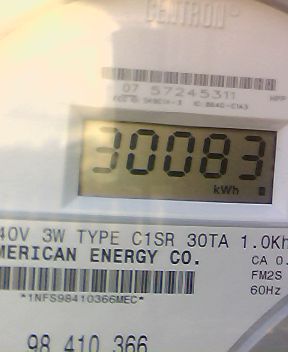 CENTRON®
07 57245311
30083
kWh
40V 3W TYPE C1SR 30TA 1.0Kh
MERICAN ENERGY CO.
CA 0.
FM2S
*1NFS98410366MEC*
60Hz
98 410 366